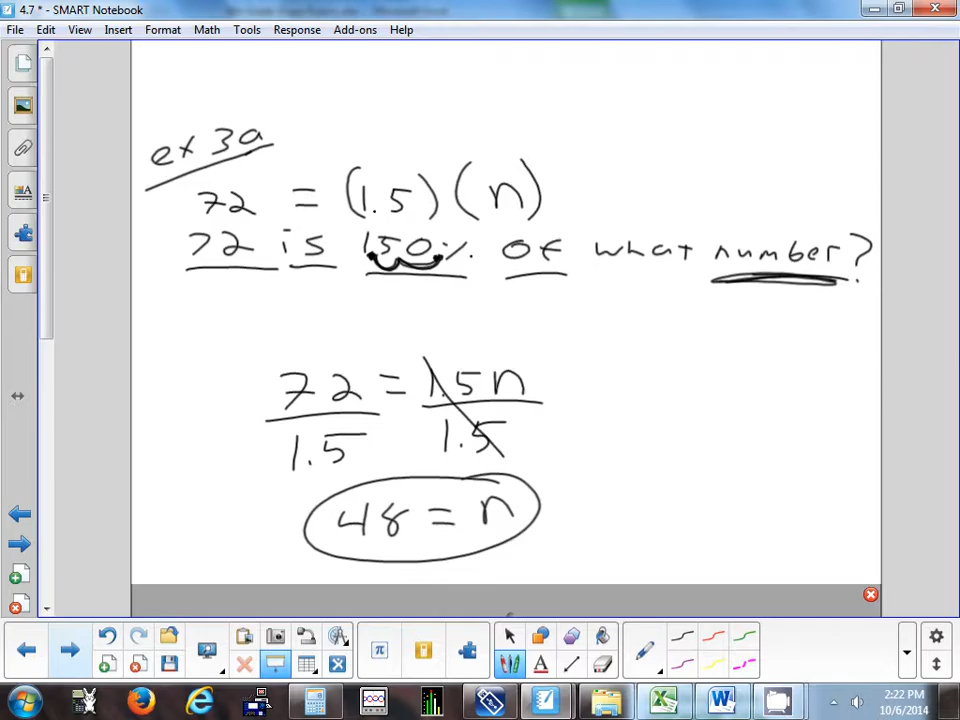 4.7 * - SMART Notebook
File Edit View Insert Format Math Tools Response Add-ons Help
ex 3a
72 = (1.5) (n)
72 is 150% of what number?
72 = 1.5n
1.5 1.5
48 = n
2:22 PM
10/6/2014